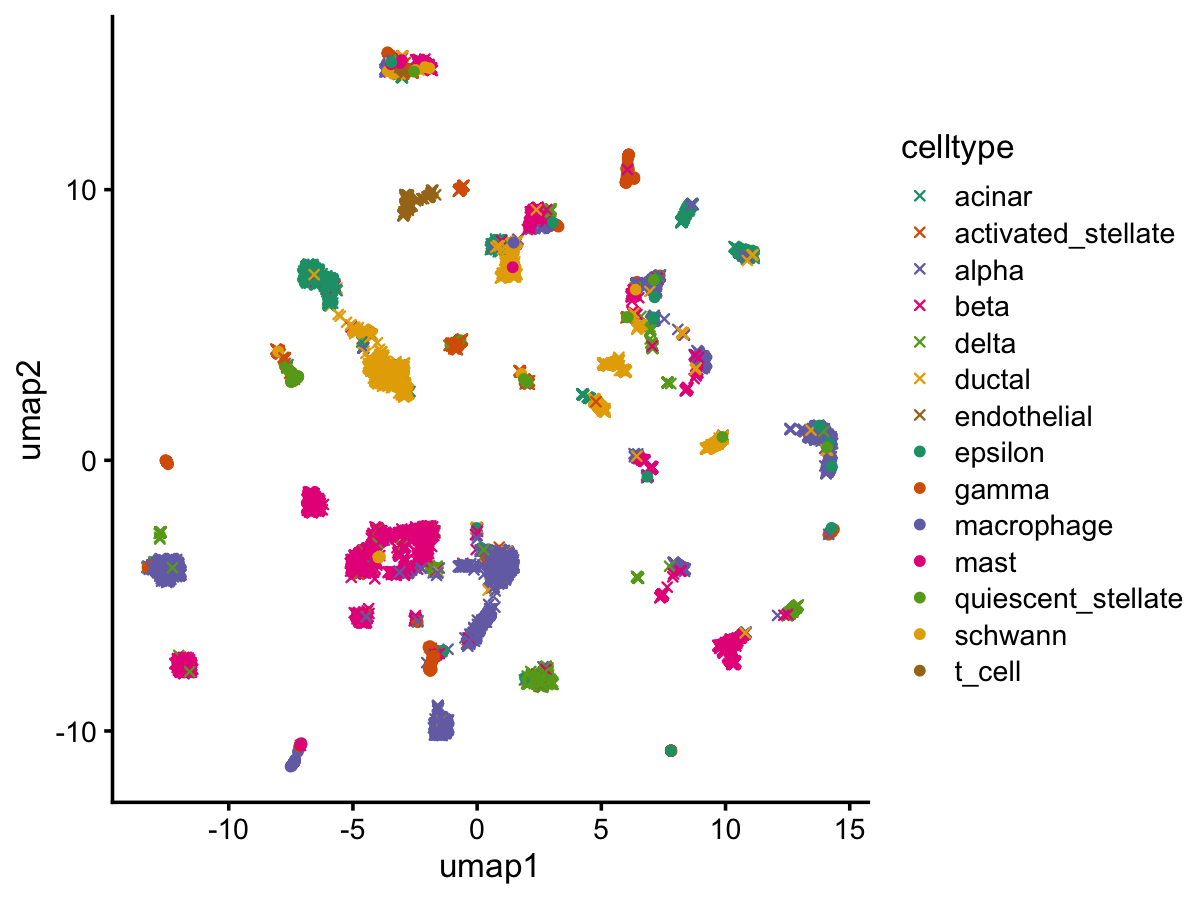 celltype
acinar
activated_stellate
alpha
beta
delta
ductal
endothelial
epsilon
gamma
macrophage
mast
quiescent_stellate
schwann
t_cell
umap2
10
0
-10
-10
-5
0
5
10
15
umap1